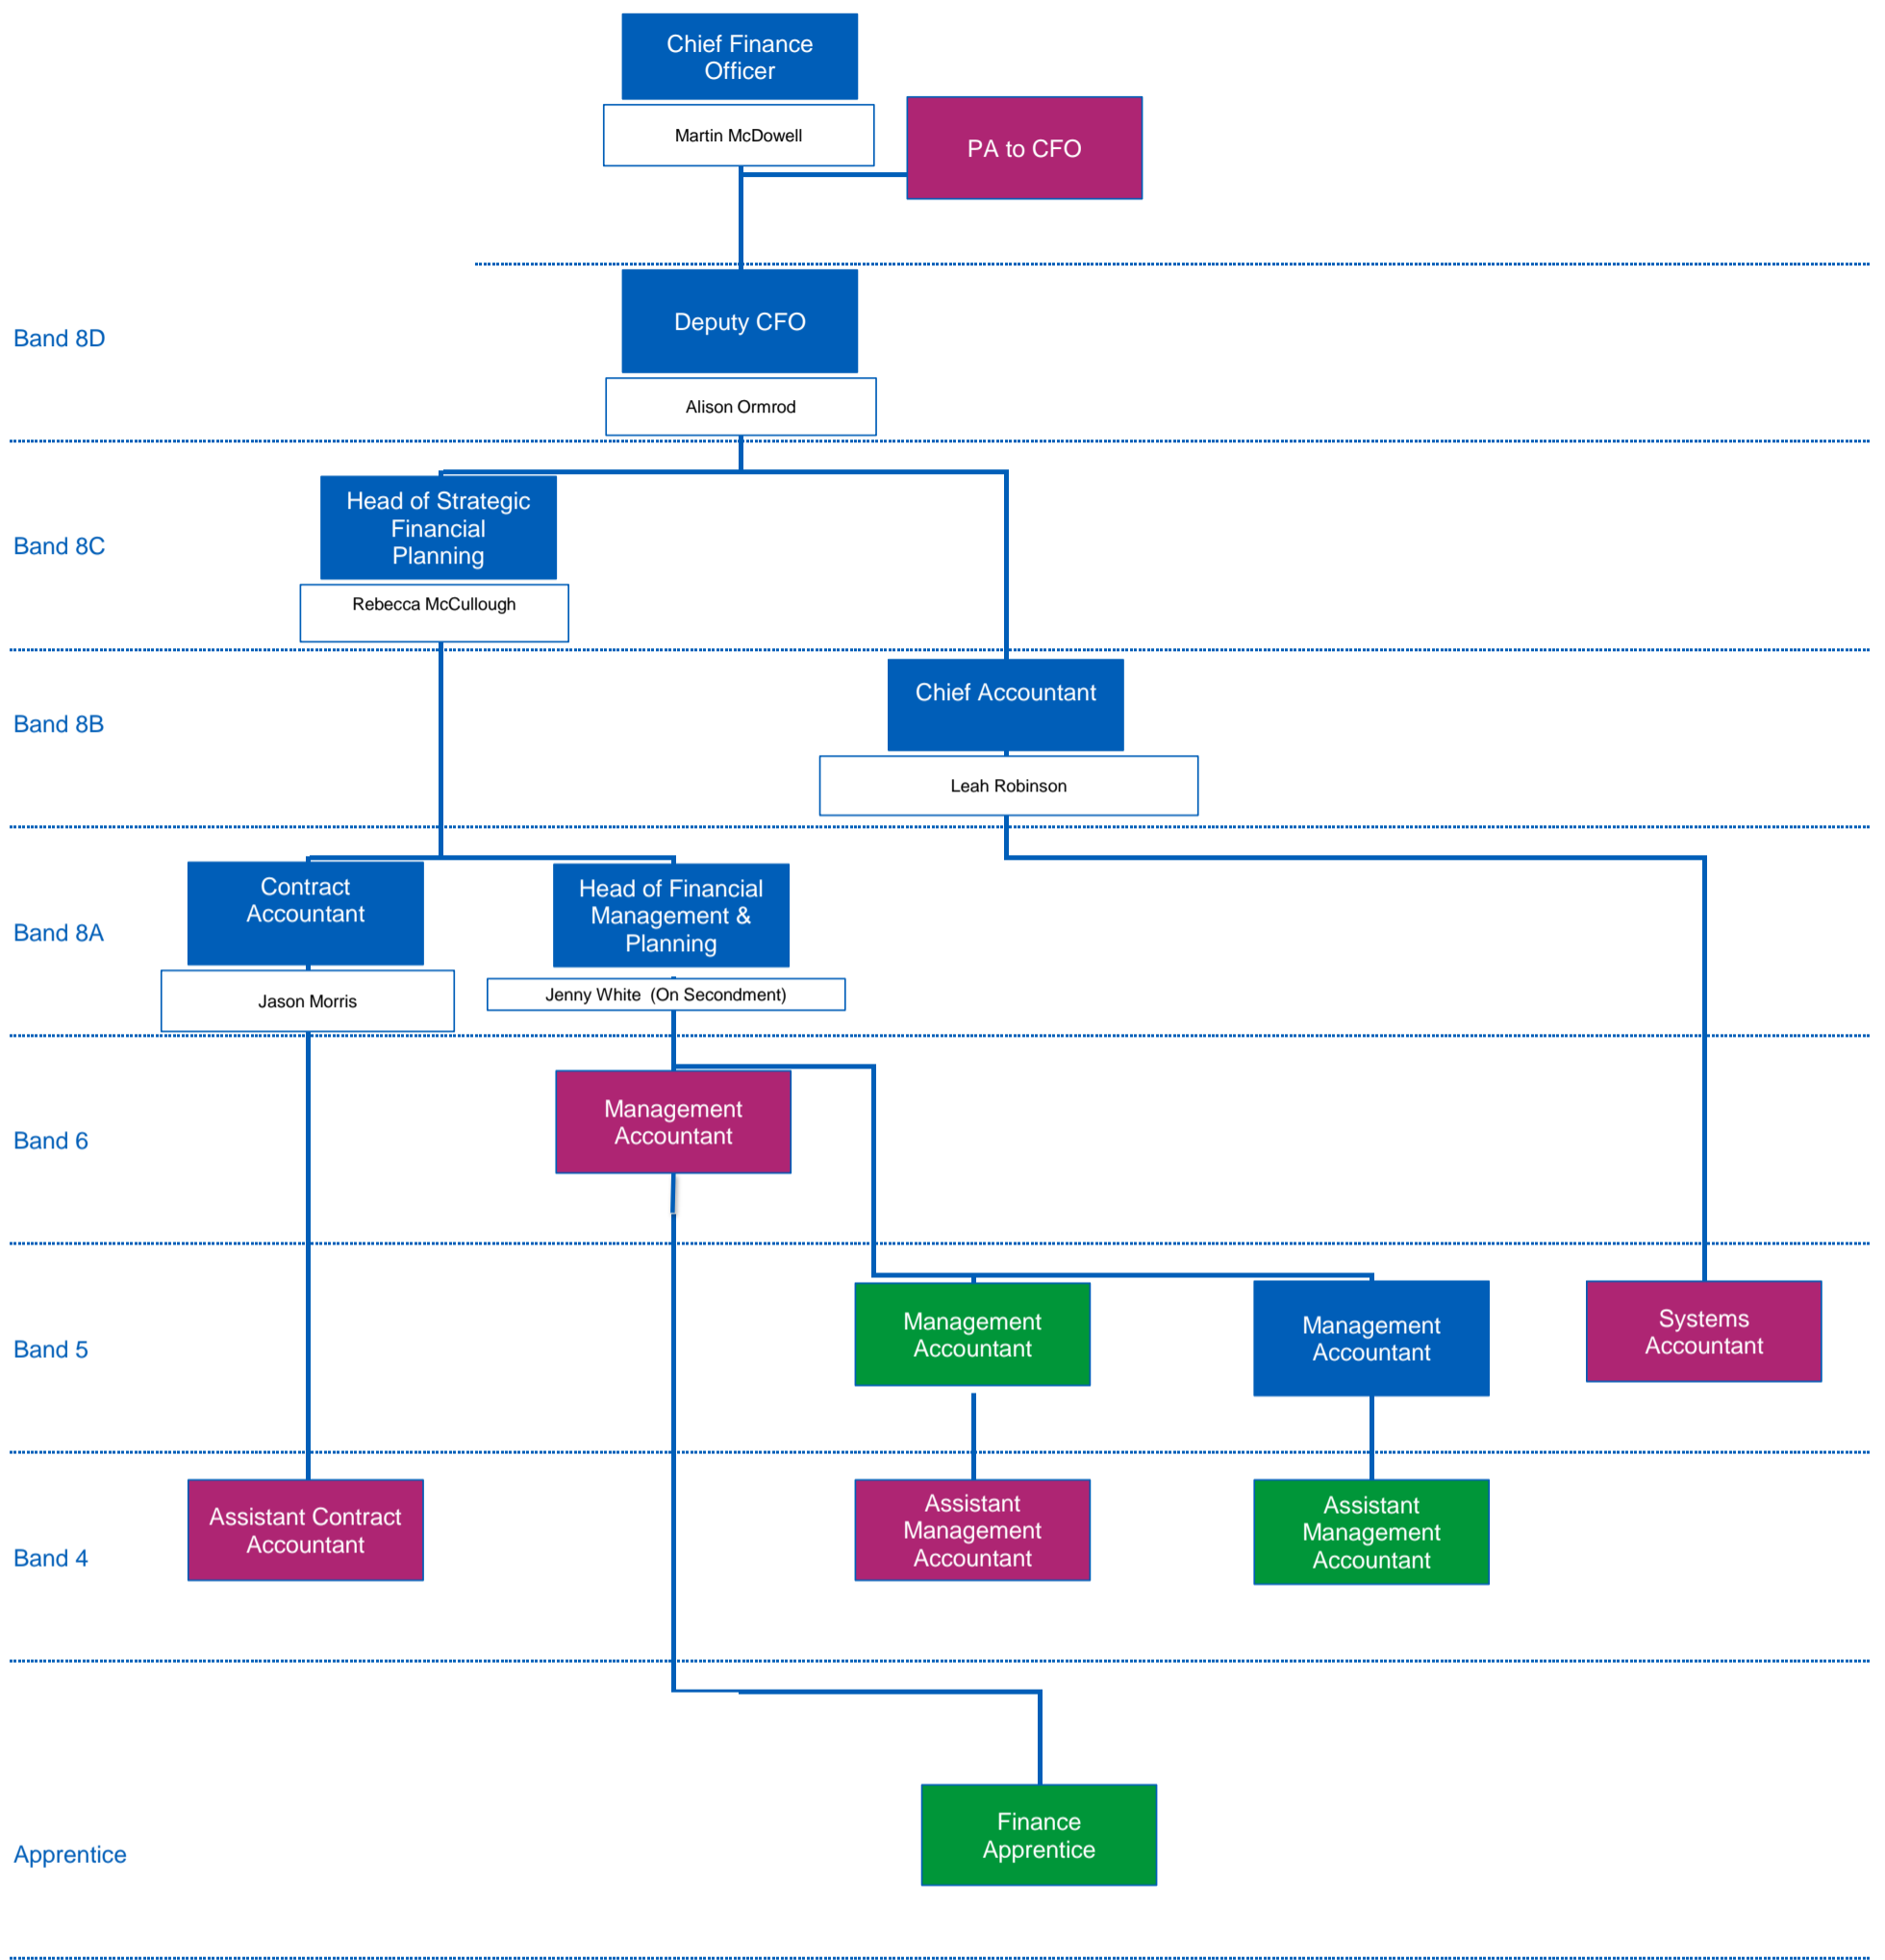 Chief Finance
Officer
Martin McDowell
PA to CFO
Band 8D
Deputy CFO
Alison Ormrod
Band 8C
Head of Strategic
Financial
Planning
Rebecca McCullough
Band 8B
Chief Accountant
Leah Robinson
Band 8A
Contract
Accountant
Jason Morris
Head of Financial
Management &
Planning
Jenny White  (On Secondment)
Band 6
Management
Accountant
Band 5
Management
Accountant
Management
Accountant
Systems
Accountant
Band 4
Assistant Contract
Accountant
Assistant
Management
Accountant
Assistant
Management
Accountant
Apprentice
Finance
Apprentice